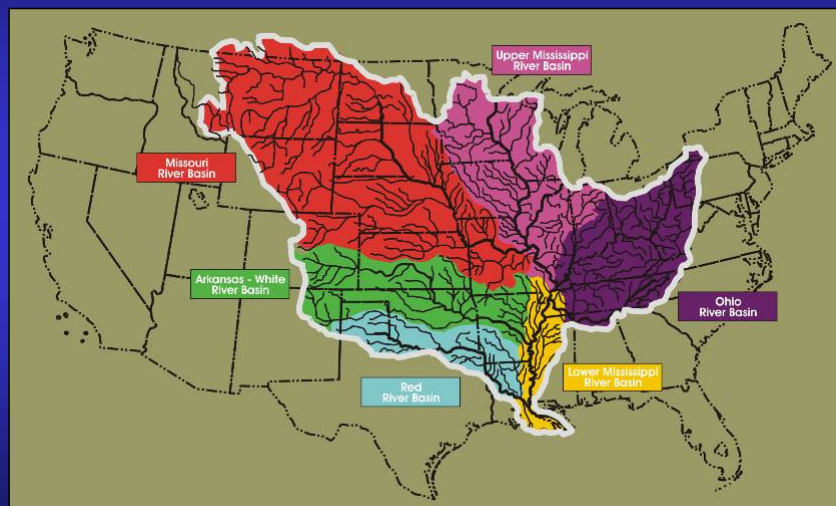 Upper Mississippi
River Basin
Missouri
River Basin
Arkansas - White
River Basin
Ohio
River Basin
Lower Mississippi
River Basin
Red
River Basin